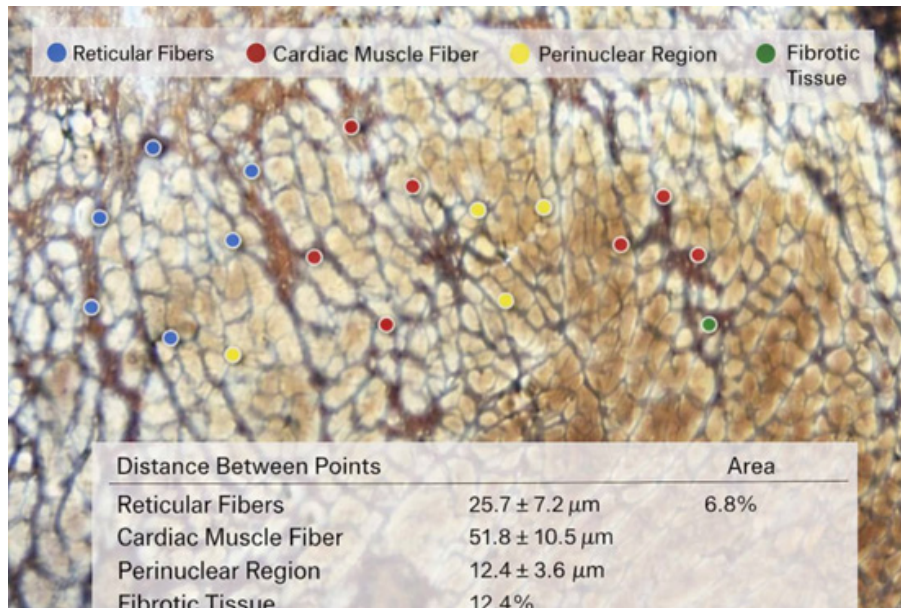 Reticular Fibers Cardiac Muscle Fiber Perinuclear Region Fibrotic
Tissue
Distance Between Points Area
Reticular Fibers 25.7 ± 7.2 μm 6.8%
Cardiac Muscle Fiber 51.8 ± 10.5 μm
Perinuclear Region 12.4 ± 3.6 μm
Fibrotic Tissue 12.4%